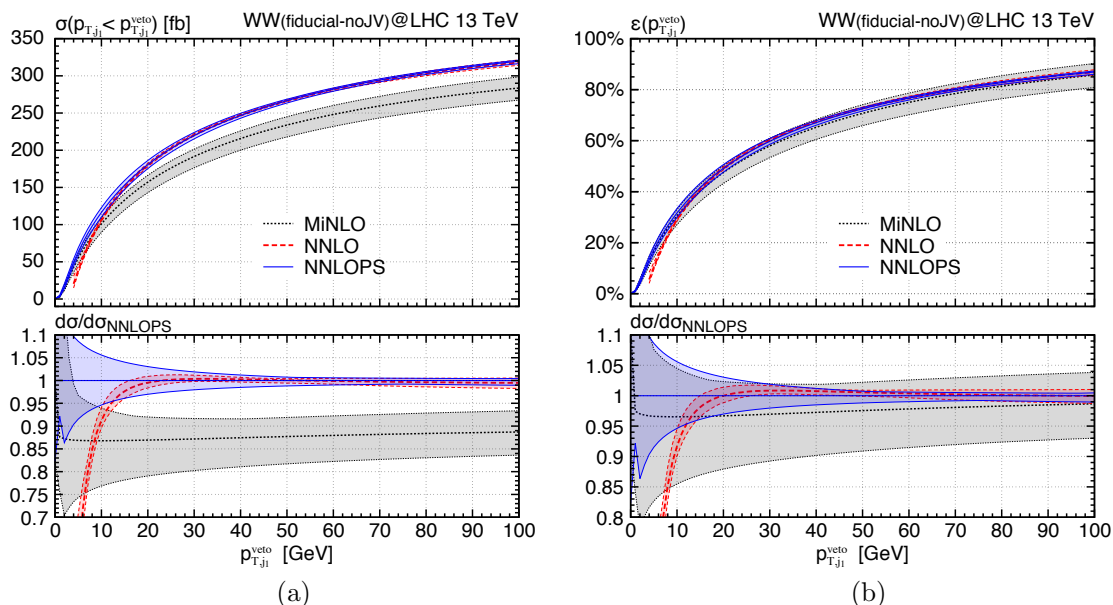 σ(p_T,j1 < p_T,j1^veto) [fb] WW(fiducial-noJV)@LHC 13 TeV
350
300
250
200
150
100
50
0
MiNLO
NNLO
NNLOPS
dσ/dσNNLOPS
1.1
1.05
1
0.95
0.9
0.85
0.8
0.75
0.7
0 10 20 30 40 50 60 70 80 90 100
p_T,j1^veto [GeV]
(a)
ε(p_T,j1^veto) WW(fiducial-noJV)@LHC 13 TeV
100%
80%
60%
40%
20%
0%
MiNLO
NNLO
NNLOPS
dσ/dσNNLOPS
1.1
1.05
1
0.95
0.9
0.85
0.8
0 10 20 30 40 50 60 70 80 90 100
p_T,j1^veto [GeV]
(b)